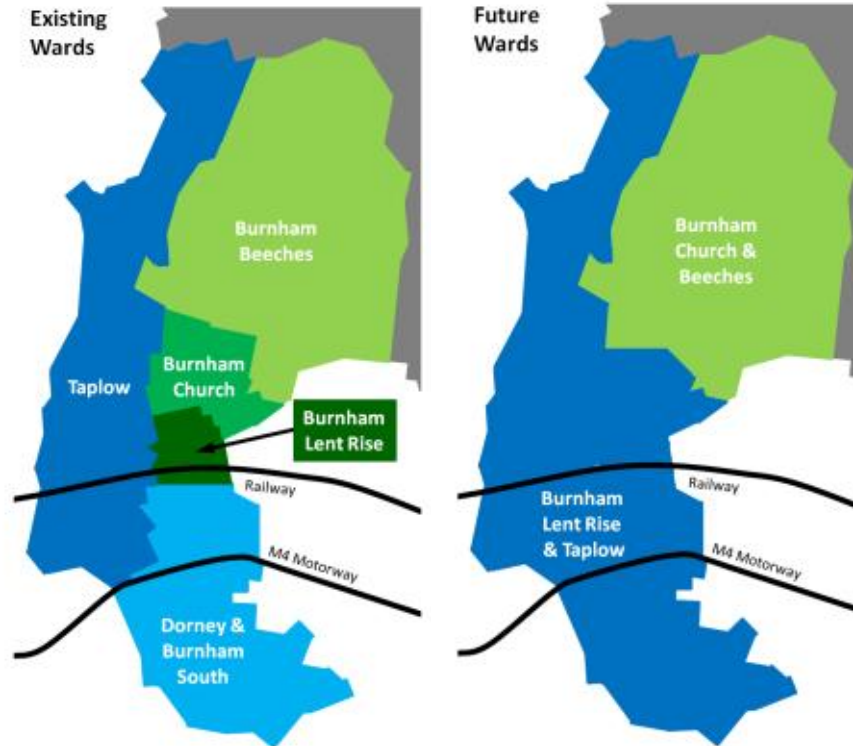 Existing
Wards
Burnham
Beeches
Taplow
Burnham
Church
Burnham
Lent Rise
Railway
M4 Motorway
Dorney &
Burnham
South
Future
Wards
Burnham
Church &
Beeches
Railway
Burnham
Lent Rise
& Taplow
M4 Motorway